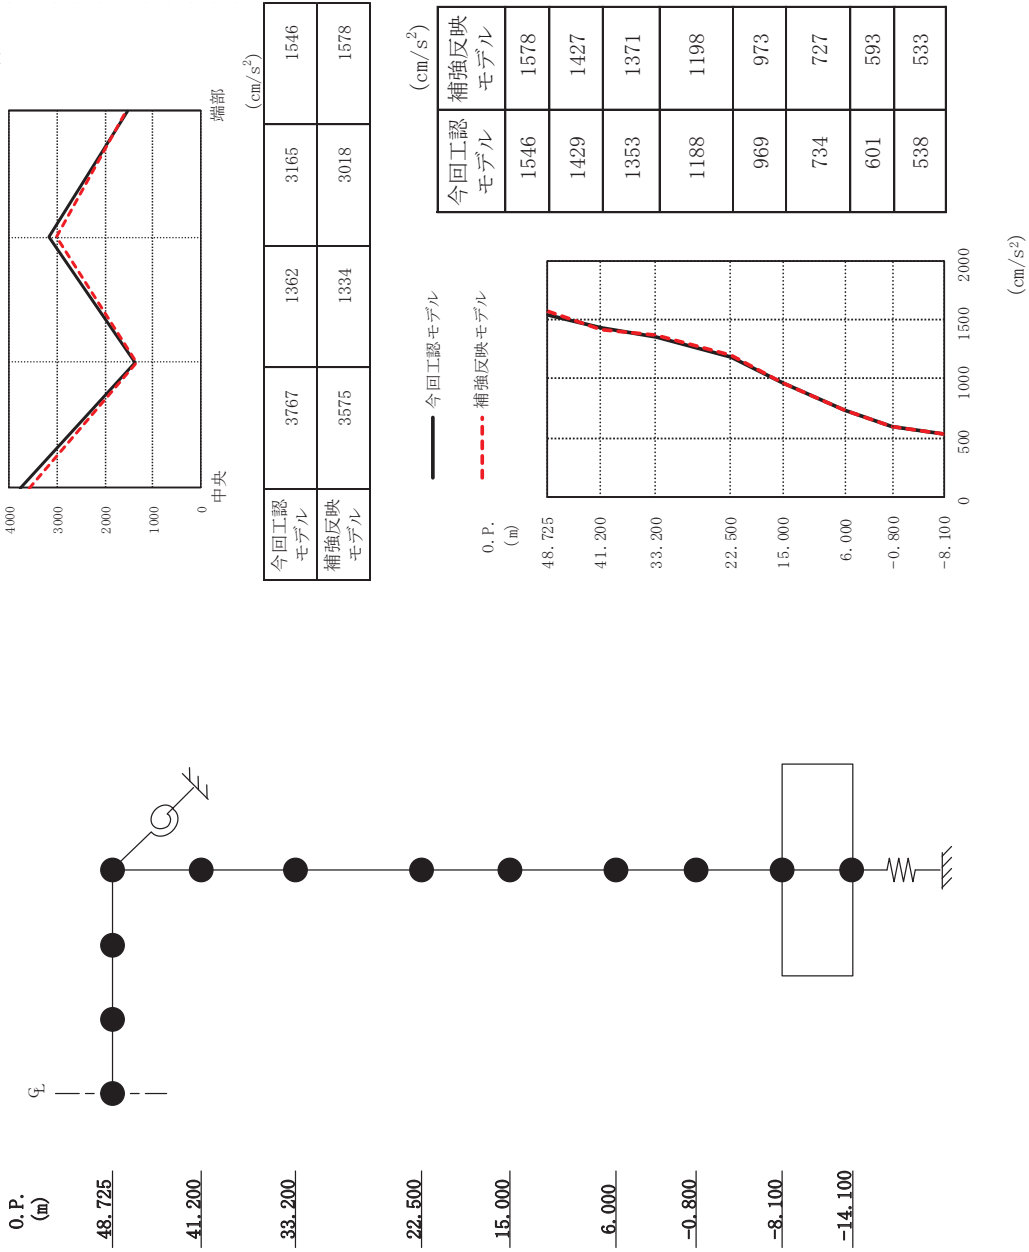 4000
3000
2000
1000
0
中央
端部
(cm/s²)
今回工認モデル 3767 1362 3165 1546
補強反映モデル 3575 1334 3018 1578
今回工認モデル
補強反映モデル
O.P.
(m)
48.725
41.200
33.200
22.500
15.000
6.000
-0.800
-8.100
0
500
1000
1500
2000
(cm/s²)
(cm/s²)
今回工認モデル 補強反映モデル
1546 1578
1429 1427
1353 1371
1188 1198
969 973
734 727
601 593
538 533
O.P.
(m)
48.725
41.200
33.200
22.500
15.000
6.000
-0.800
-8.100
-14.100
℄